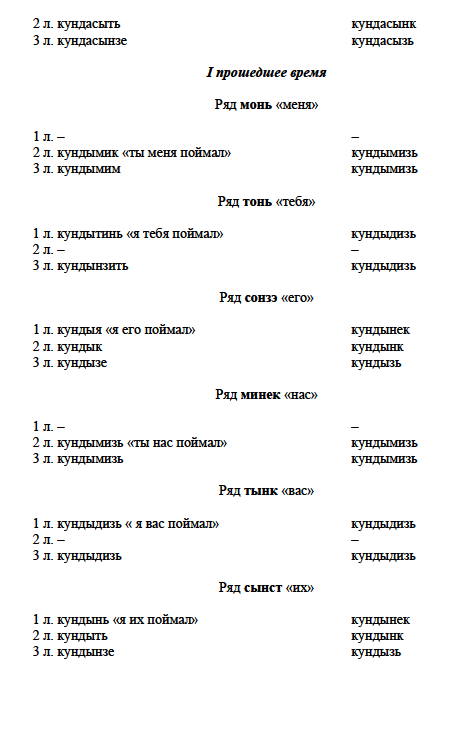 2 л. кундасыть кундасынк
3 л. кундасынзе кундасызь
I прошедшее время
Ряд монь «меня»
1 л. – –
2 л. кундымик «ты меня поймал» кундымизь
3 л. кундымим кундымизь
Ряд тонь «тебя»
1 л. кундытинь «я тебя поймал» кундыдизь
2 л. – –
3 л. кундынзить кундыдизь
Ряд сонзэ «его»
1 л. кундыя «я его поймал» кундынек
2 л. кундык кундынк
3 л. кундызе кундызь
Ряд минек «нас»
1 л. – –
2 л. кундымизь «ты нас поймал» кундымизь
3 л. кундымизь кундымизь
Ряд тынк «вас»
1 л. кундыдизь « я вас поймал» кундыдизь
2 л. – –
3 л. кундыдизь кундыдизь
Ряд сынст «их»
1 л. кундынь «я их поймал» кундынек
2 л. кундыть кундынк
3 л. кундынзе кундызь